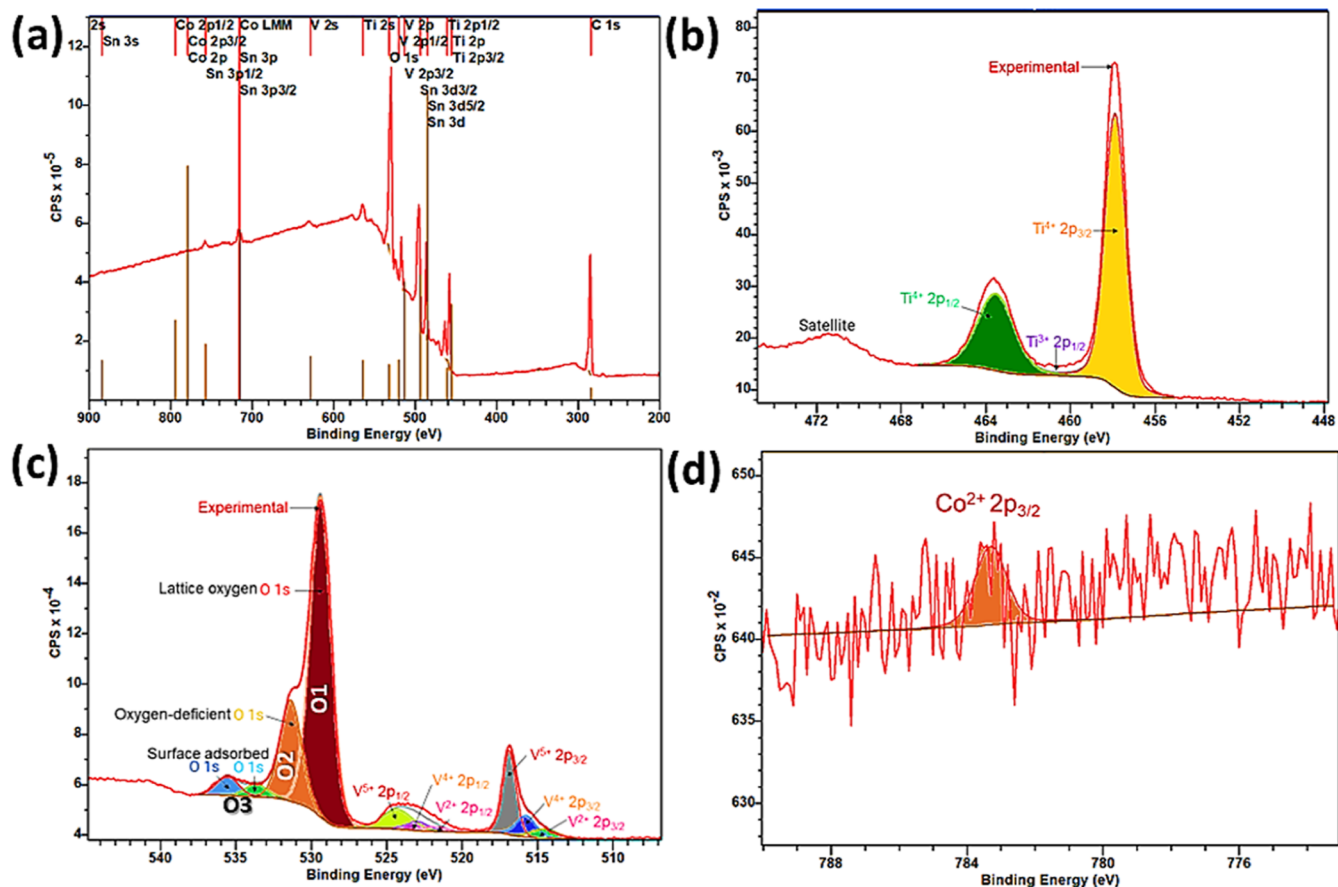 (a)
2s
Sn 3s
Co 2p1/2
Co LMM
V 2s
Ti 2s
V 2p
Ti 2p1/2
C 1s
Co 2p3/2
V 2p1/2
Ti 2p
Co 2p
Sn 3p
O 1s
Ti 2p3/2
Sn 3p1/2
V 2p3/2
Sn 3p3/2
Sn 3d3/2
Sn 3d5/2
Sn 3d
12
10
8
6
4
2
CPS x 10⁻⁵
900 800 700 600 500 400 300 200
Binding Energy (eV)
(b)
Experimental
Ti⁴⁺ 2p3/2
Ti⁴⁺ 2p1/2
Ti³⁺ 2p1/2
Satellite
70
60
50
40
30
20
10
CPS x 10⁻³
472 468 464 460 456 452 448
Binding Energy (eV)
(c)
Experimental
Lattice oxygen O 1s
O1
Oxygen-deficient O 1s
O2
Surface adsorbed
O 1s O 1s
O3
V⁵⁺ 2p3/2
V⁵⁺ 2p1/2
V⁴⁺ 2p1/2
V²⁺ 2p1/2
V⁴⁺ 2p3/2
V²⁺ 2p3/2
18
16
14
12
10
8
6
4
CPS x 10⁻⁴
540 535 530 525 520 515 510
Binding Energy (eV)
(d)
Co²⁺ 2p3/2
650
645
640
635
630
CPS x 10⁻²
788 784 780 776
Binding Energy (eV)